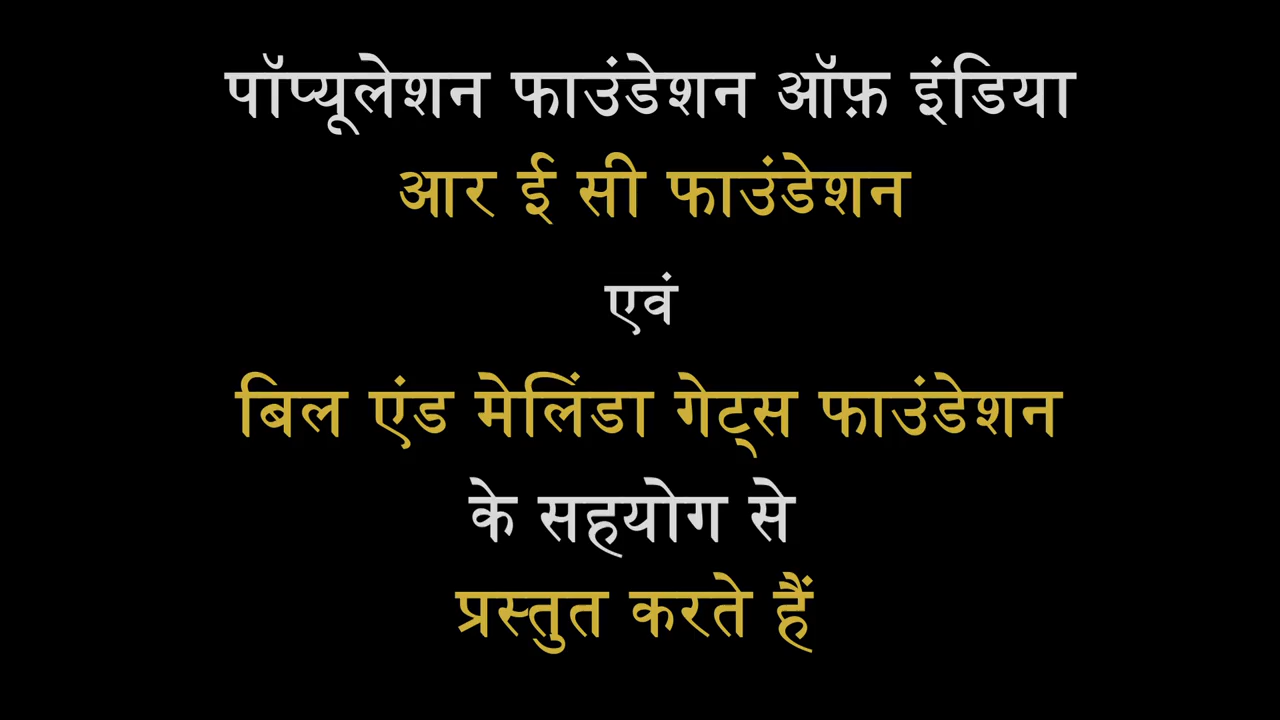 पॉप्यूलेशन फाउंडेशन ऑफ़ इंडिया
आर ई सी फाउंडेशन
एवं
बिल एंड मेलिंडा गेट्स फाउंडेशन
के सहयोग से
प्रस्तुत करते हैं